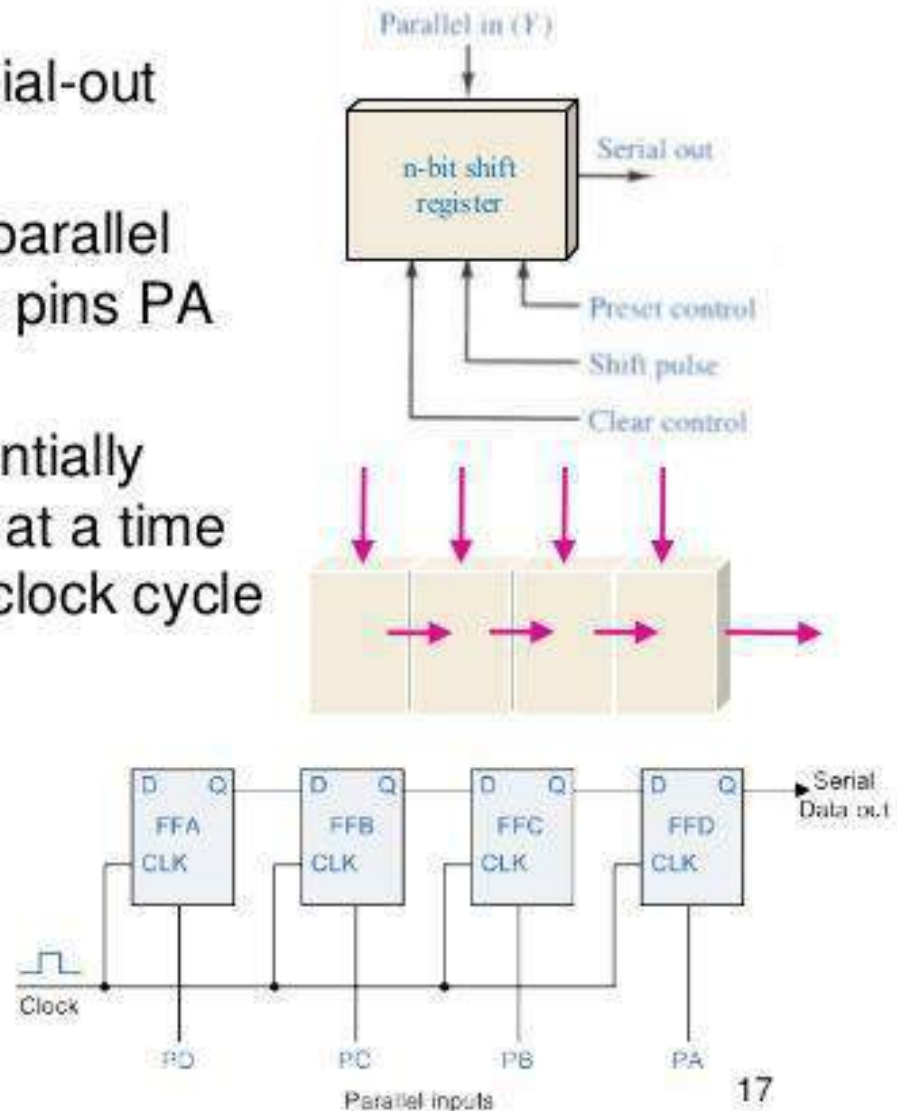 ial-out
parallel
pins PA
ntially
at a time
clock cycle
Parallel in (Y)
n-bit shift
register
Serial out
Preset control
Shift pulse
Clear control
D Q D Q D Q D Q
FFA FFB FFC FFD
CLK CLK CLK CLK
Serial
Data out
Clock
PD PC PB PA
Parallel inputs
17